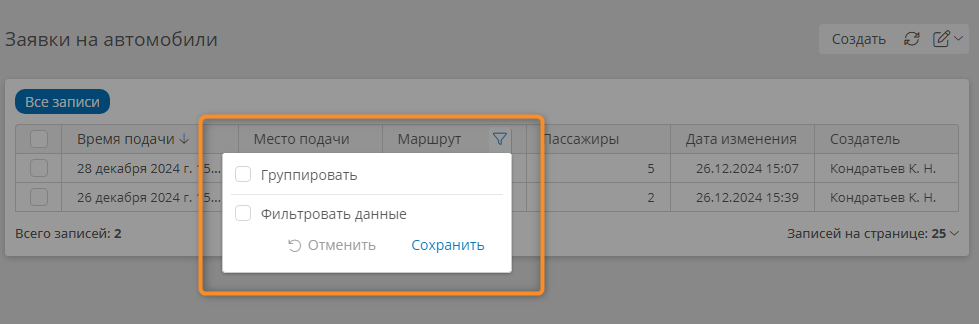 Заявки на автомобили
Создать
Все записи
Время подачи Место подачи Маршрут Пассажиры Дата изменения Создатель
28 декабря 2024 г. 15... 5 26.12.2024 15:07 Кондратьев К. Н.
26 декабря 2024 г. 15... 2 26.12.2024 15:39 Кондратьев К. Н.
Группировать
Фильтровать данные
Отменить Сохранить
Всего записей: 2 Записей на странице: 25